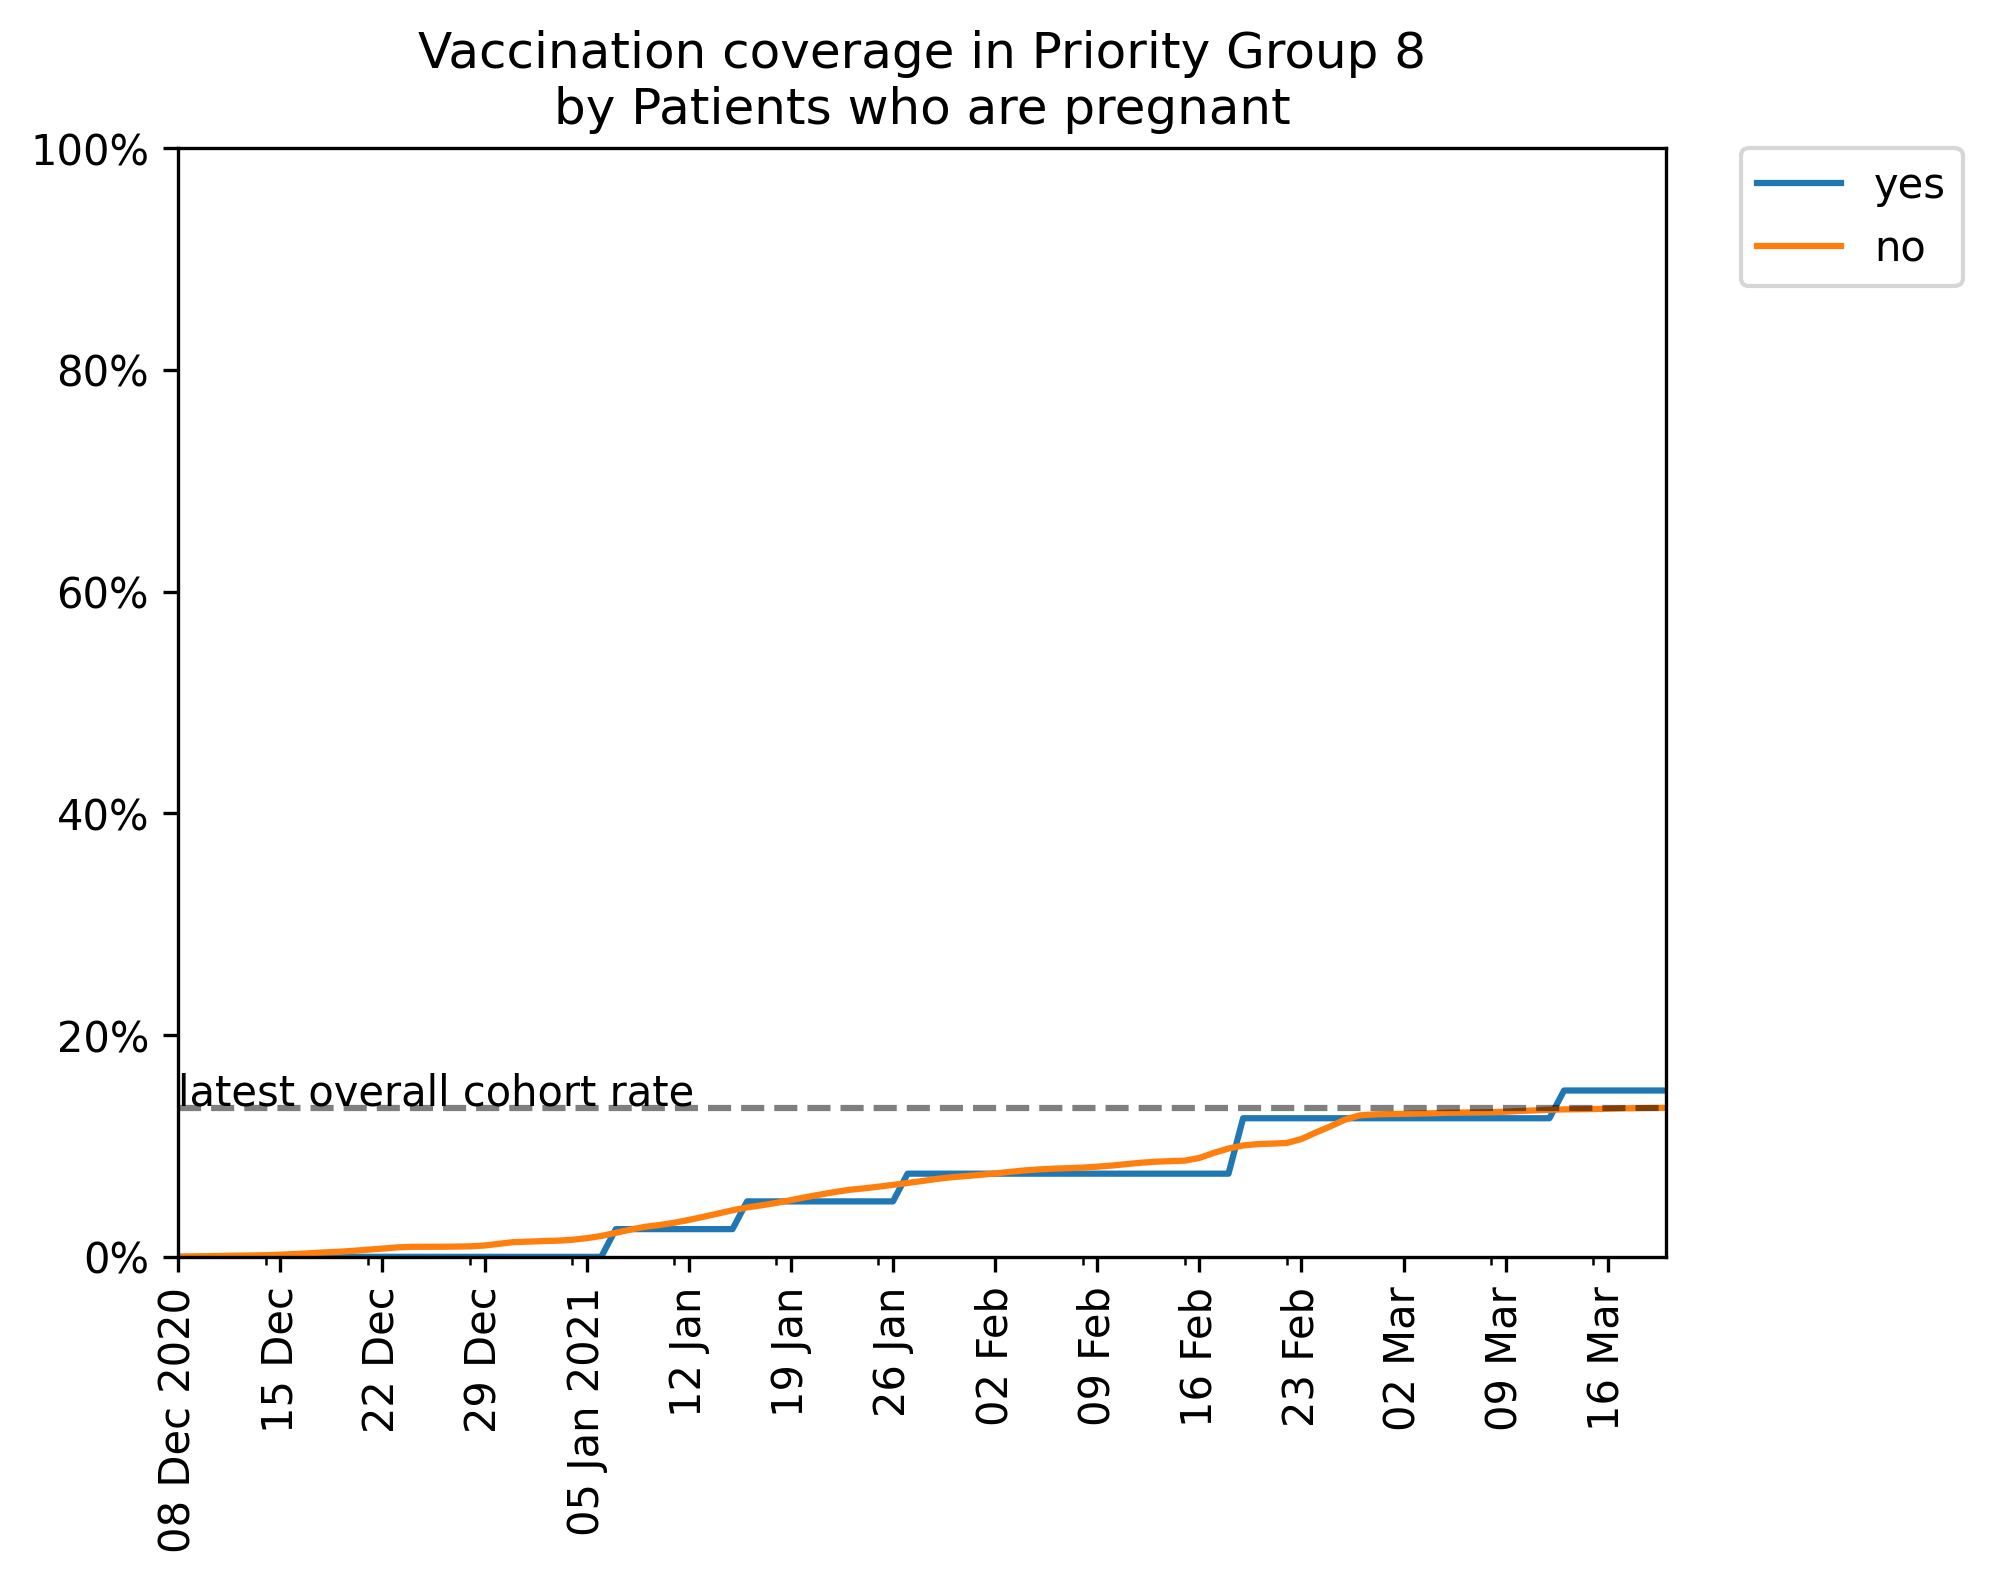 Vaccination coverage in Priority Group 8
by Patients who are pregnant
100%
80%
60%
40%
20%
0%
latest overall cohort rate
yes
no
08 Dec 2020
15 Dec
22 Dec
29 Dec
05 Jan 2021
12 Jan
19 Jan
26 Jan
02 Feb
09 Feb
16 Feb
23 Feb
02 Mar
09 Mar
16 Mar